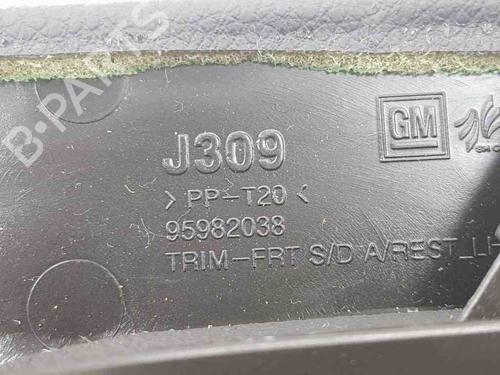 B-PARTS
J309
GM
>PP-T20<
95982038
TRIM-FRT S/D A/REST_LH